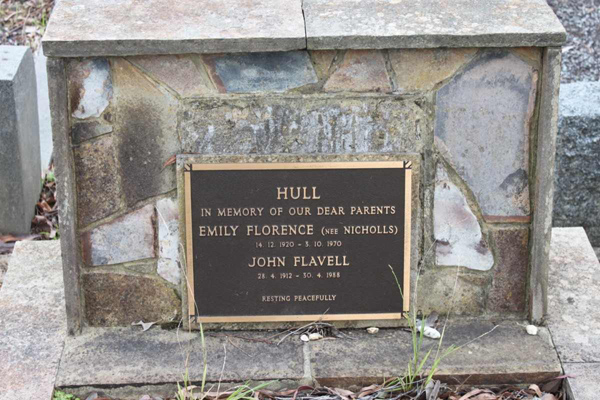 HULL
IN MEMORY OF OUR DEAR PARENTS
EMILY FLORENCE (NEE NICHOLLS)
14.12.1920 - 5.10.1970
JOHN FLAVELL
28.4.1912 - 30.4.1988
RESTING PEACEFULLY